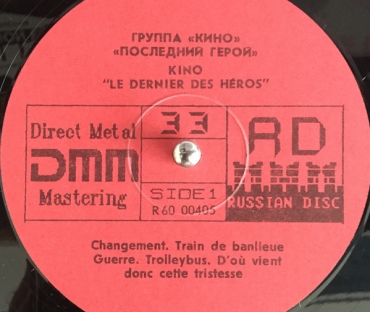 ГРУППА «КИНО»
«ПОСЛЕДНИЙ ГЕРОЙ»
KINO
"LE DERNIER DES HÉROS"
Direct Metal
DMM
Mastering
33
SIDE 1
R60 00405
RD
RUSSIAN DISC
Changement. Train de banlieue
Guerre. Trolleybus. D'où vient
donc cette tristesse